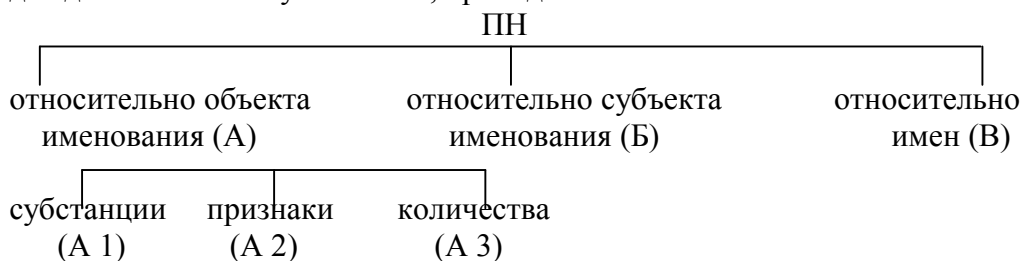 ПН
относительно объекта относительно субъекта относительно
именования (А) именования (Б) имен (В)
субстанции признаки количества
(А 1) (А 2) (А 3)